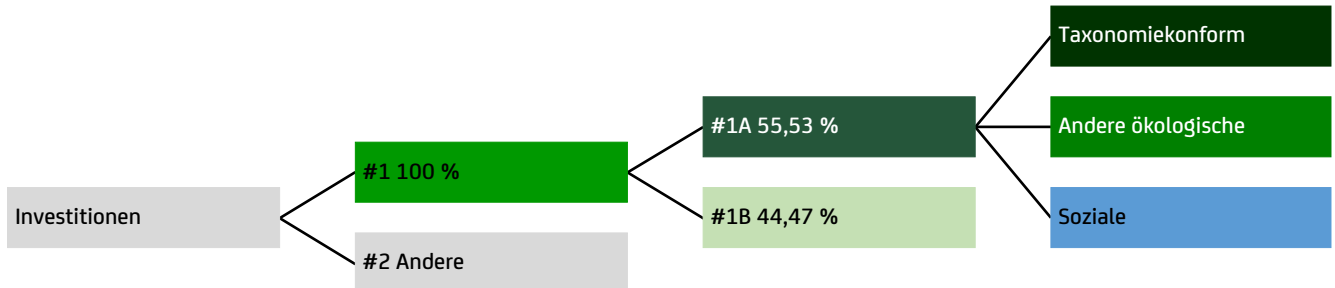 Investitionen
#1 100 %
#2 Andere
#1A 55,53 %
#1B 44,47 %
Taxonomiekonform
Andere ökologische
Soziale